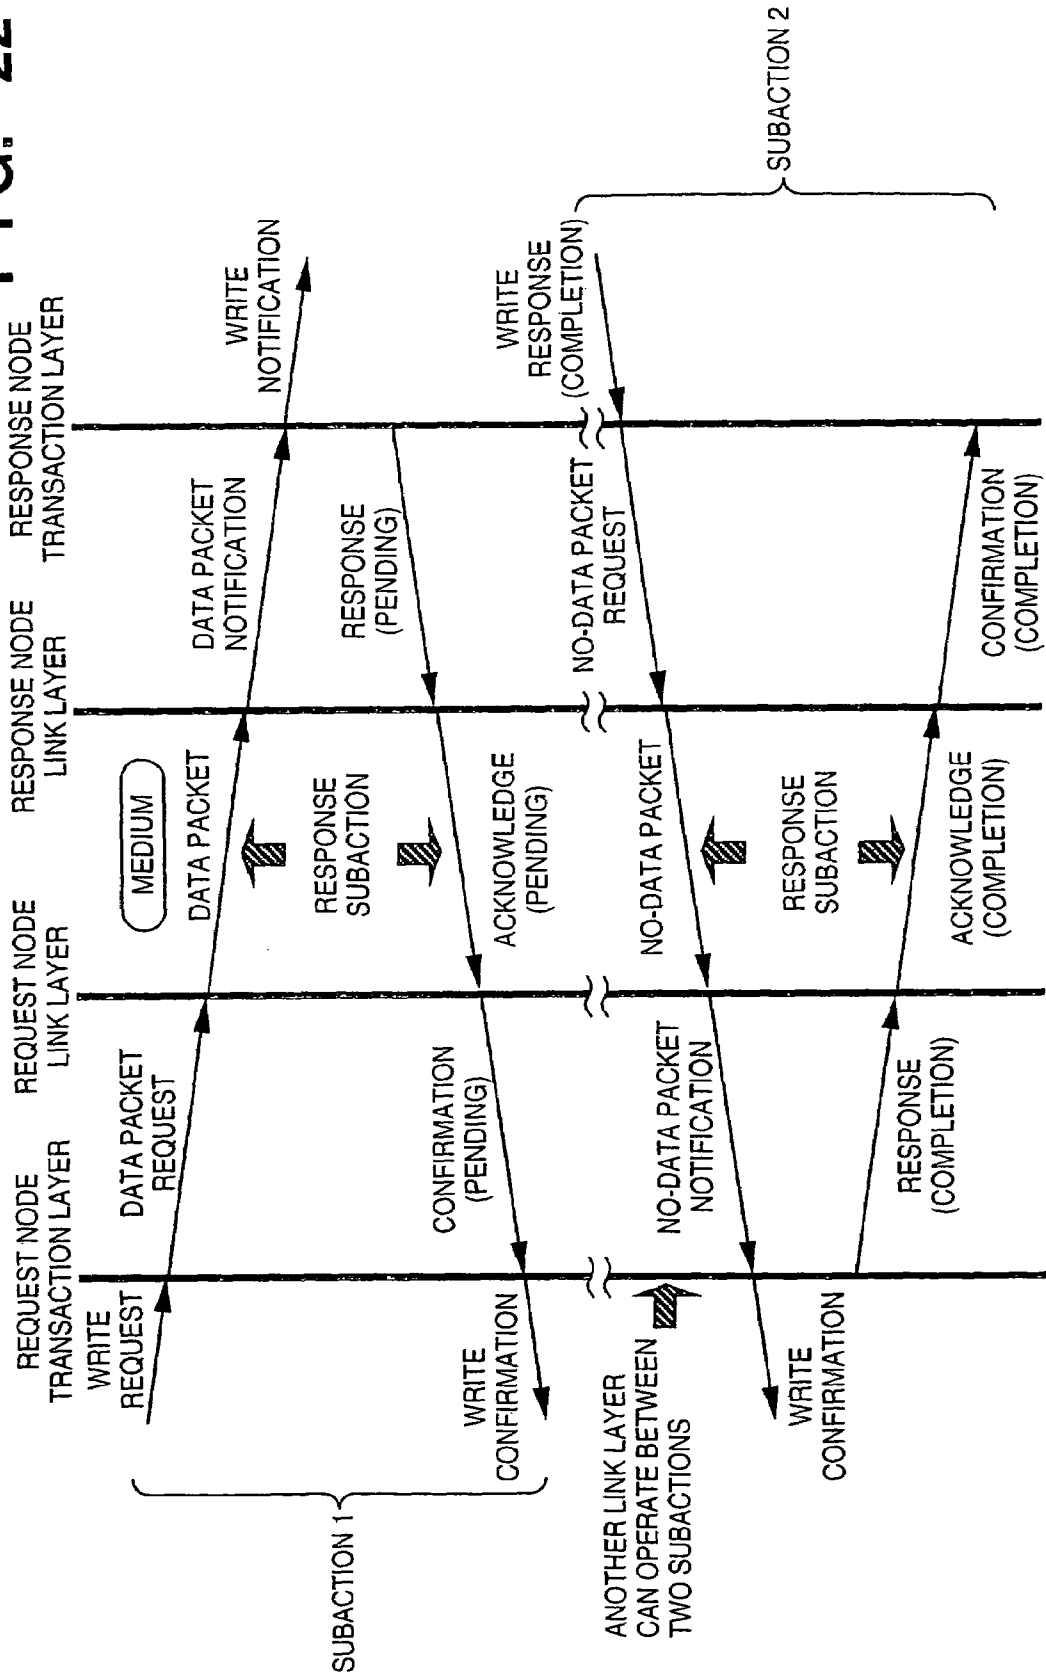 FIG. 22
REQUEST NODE
TRANSACTION LAYER
REQUEST NODE
LINK LAYER
RESPONSE NODE
LINK LAYER
RESPONSE NODE
TRANSACTION LAYER
MEDIUM
WRITE
REQUEST
DATA PACKET
REQUEST
DATA PACKET
DATA PACKET
NOTIFICATION
WRITE
NOTIFICATION
SUBACTION 1
RESPONSE
SUBACTION
RESPONSE
(PENDING)
ACKNOWLEDGE
(PENDING)
CONFIRMATION
(PENDING)
WRITE
CONFIRMATION
ANOTHER LINK LAYER
CAN OPERATE BETWEEN
TWO SUBACTIONS
WRITE
RESPONSE
(COMPLETION)
NO-DATA PACKET
REQUEST
NO-DATA PACKET
NO-DATA PACKET
NOTIFICATION
WRITE
CONFIRMATION
RESPONSE
SUBACTION
SUBACTION 2
RESPONSE
(COMPLETION)
ACKNOWLEDGE
(COMPLETION)
CONFIRMATION
(COMPLETION)